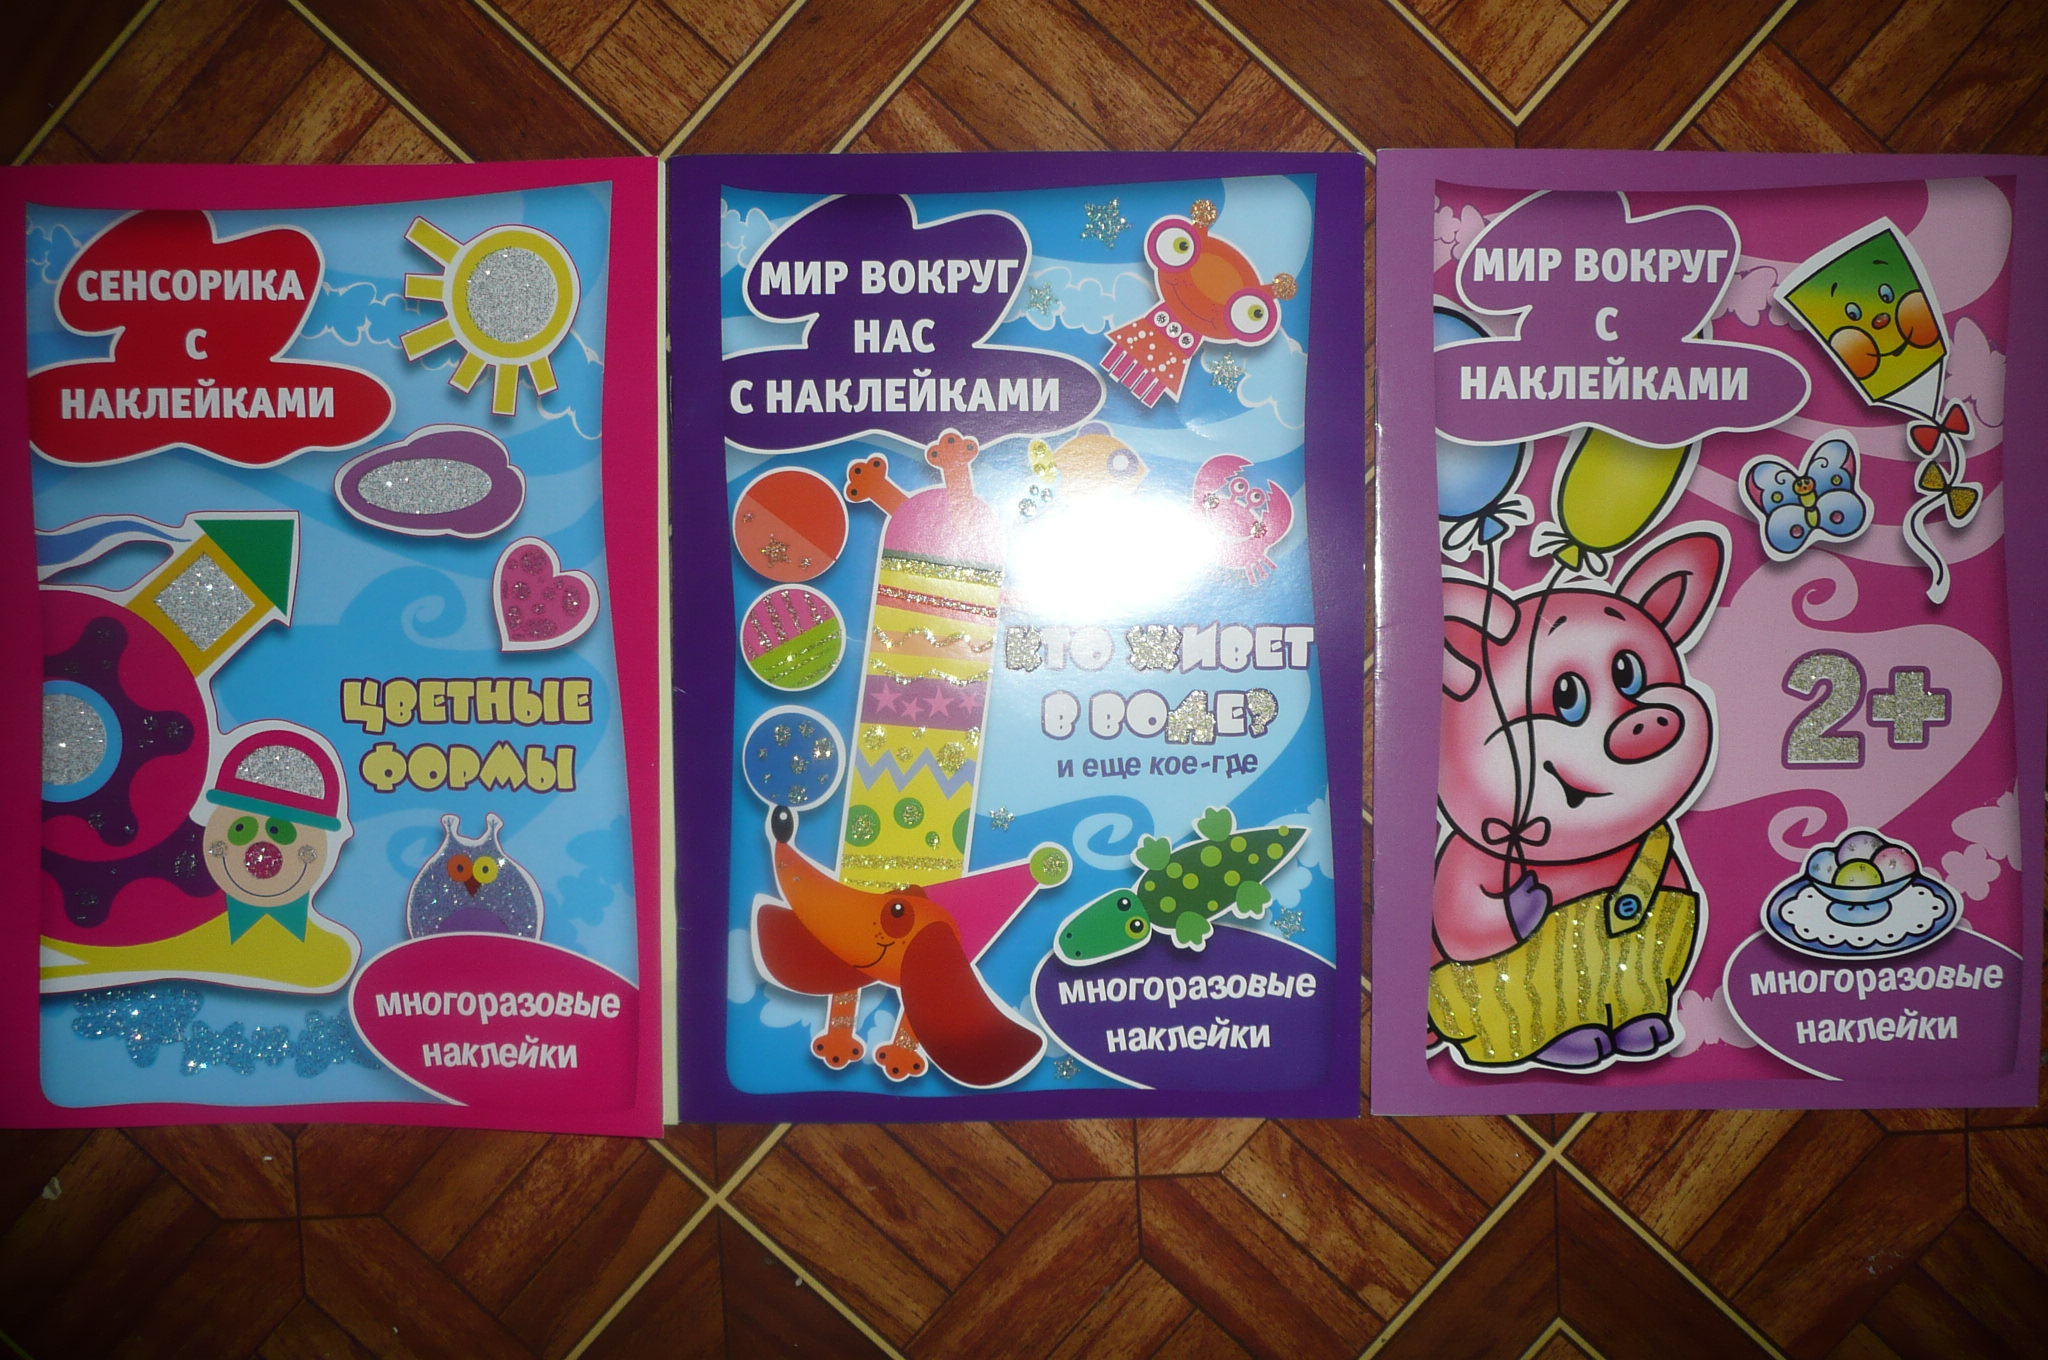 СЕНСОРИКА
С
НАКЛЕЙКАМИ
ЦВЕТНЫЕ
ФОРМЫ
многоразовые
наклейки
МИР ВОКРУГ
НАС
С НАКЛЕЙКАМИ
КТО ЖИВЕТ
В ВОДЕ?
и еще кое-где
многоразовые
наклейки
МИР ВОКРУГ
С
НАКЛЕЙКАМИ
2+
многоразовые
наклейки